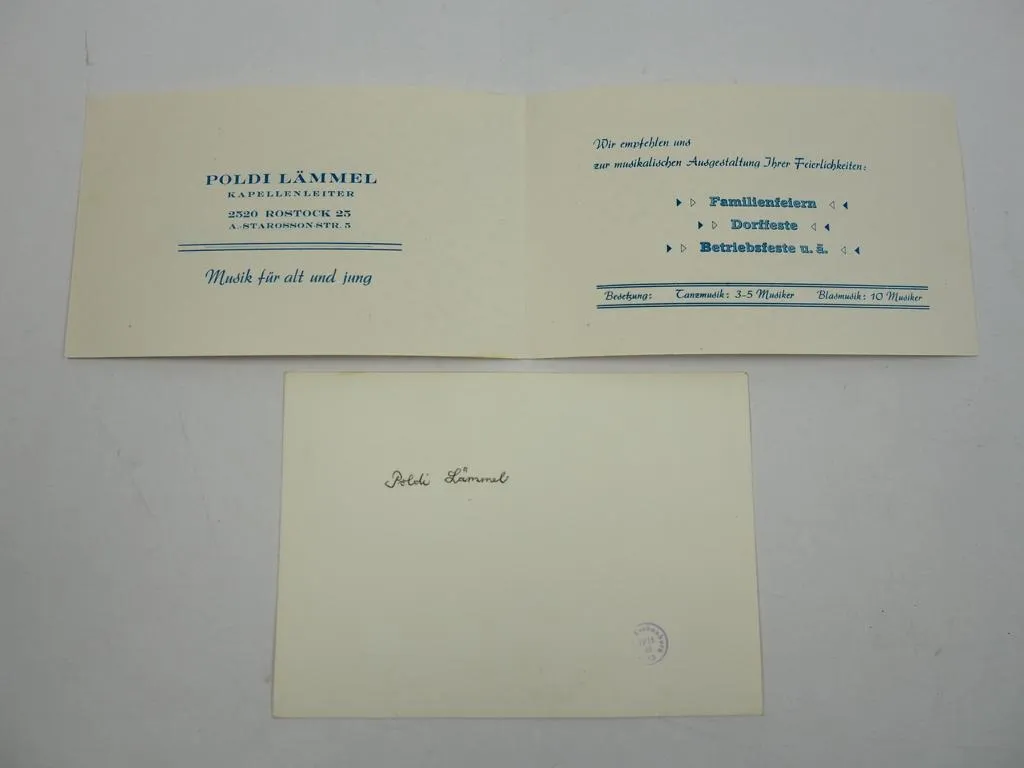 POLDI LÄMMEL
KAPELLENLEITER
2520 ROSTOCK 25
A.-STAROSSON-STR. 5
Musik für alt und jung
Wir empfehlen uns
zur musikalischen Ausgestaltung Ihrer Feierlichkeiten:
Familienfeiern
Dorffeste
Betriebsfeste u. ä.
Besetzung: Tanzmusik: 3-5 Musiker Blasmusik: 10 Musiker
Poldi Lämmel